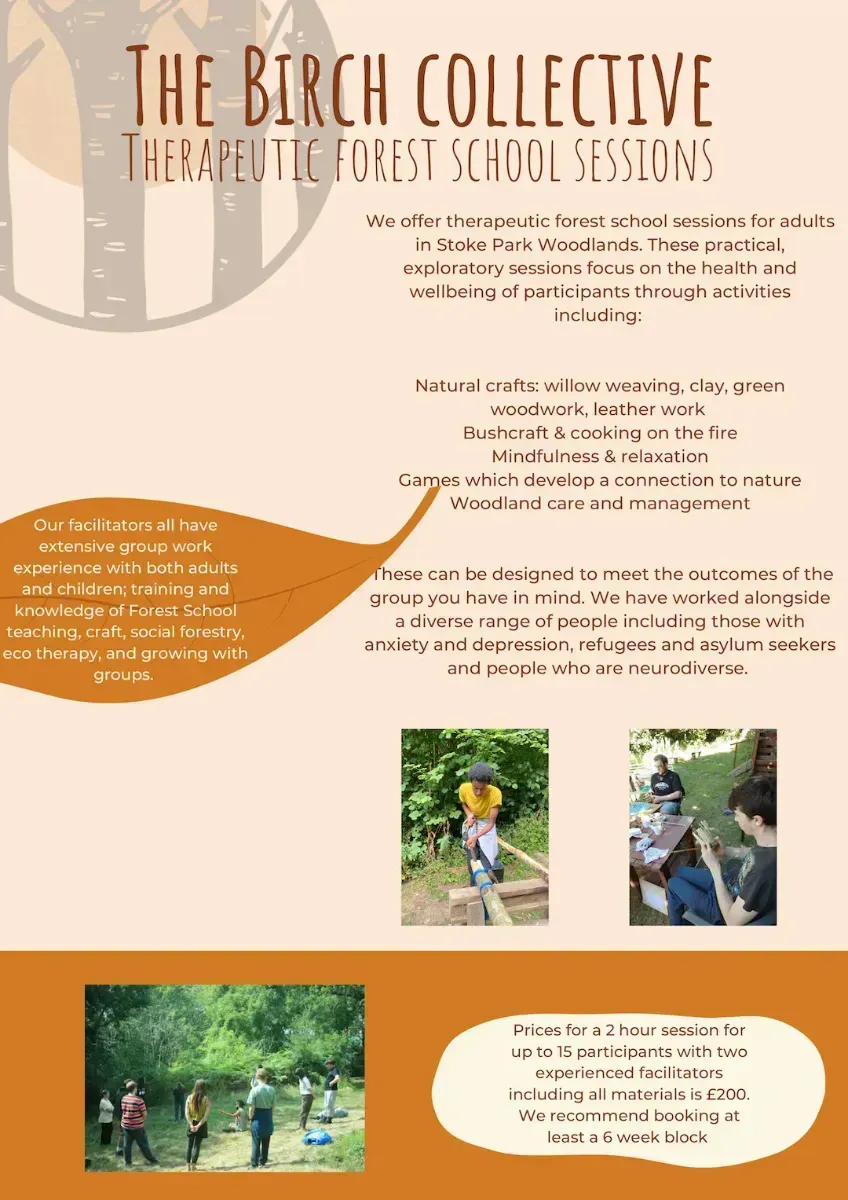 THE BIRCH COLLECTIVE
THERAPEUTIC FOREST SCHOOL SESSIONS
We offer therapeutic forest school sessions for adults
in Stoke Park Woodlands. These practical,
exploratory sessions focus on the health and
wellbeing of participants through activities
including:
Natural crafts: willow weaving, clay, green
woodwork, leather work
Bushcraft & cooking on the fire
Mindfulness & relaxation
Games which develop a connection to nature
Woodland care and management
Our facilitators all have
extensive group work
experience with both adults
and children; training and
knowledge of Forest School
teaching, craft, social forestry,
eco therapy, and growing with
groups.
These can be designed to meet the outcomes of the
group you have in mind. We have worked alongside
a diverse range of people including those with
anxiety and depression, refugees and asylum seekers
and people who are neurodiverse.
Prices for a 2 hour session for
up to 15 participants with two
experienced facilitators
including all materials is £200.
We recommend booking at
least a 6 week block